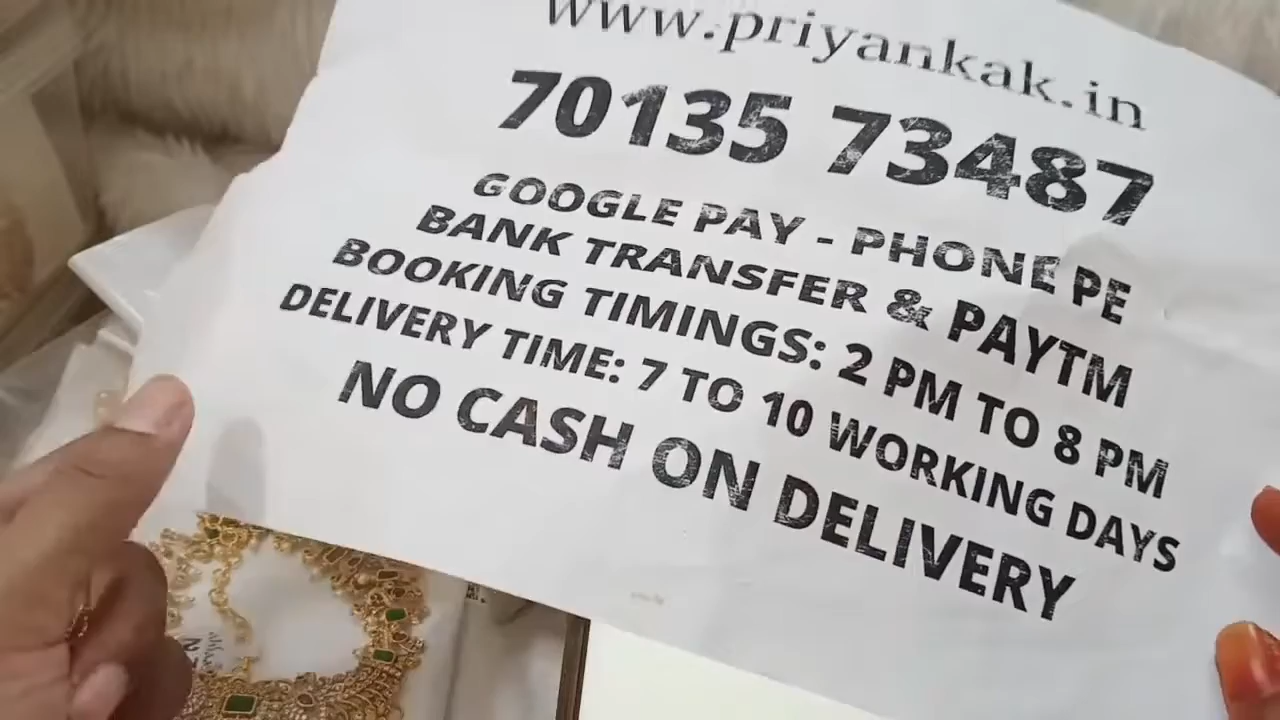 www.priyankak.in
70135 73487
GOOGLE PAY - PHONE PE
BANK TRANSFER & PAYTM
BOOKING TIMINGS: 2 PM TO 8 PM
DELIVERY TIME: 7 TO 10 WORKING DAYS
NO CASH ON DELIVERY